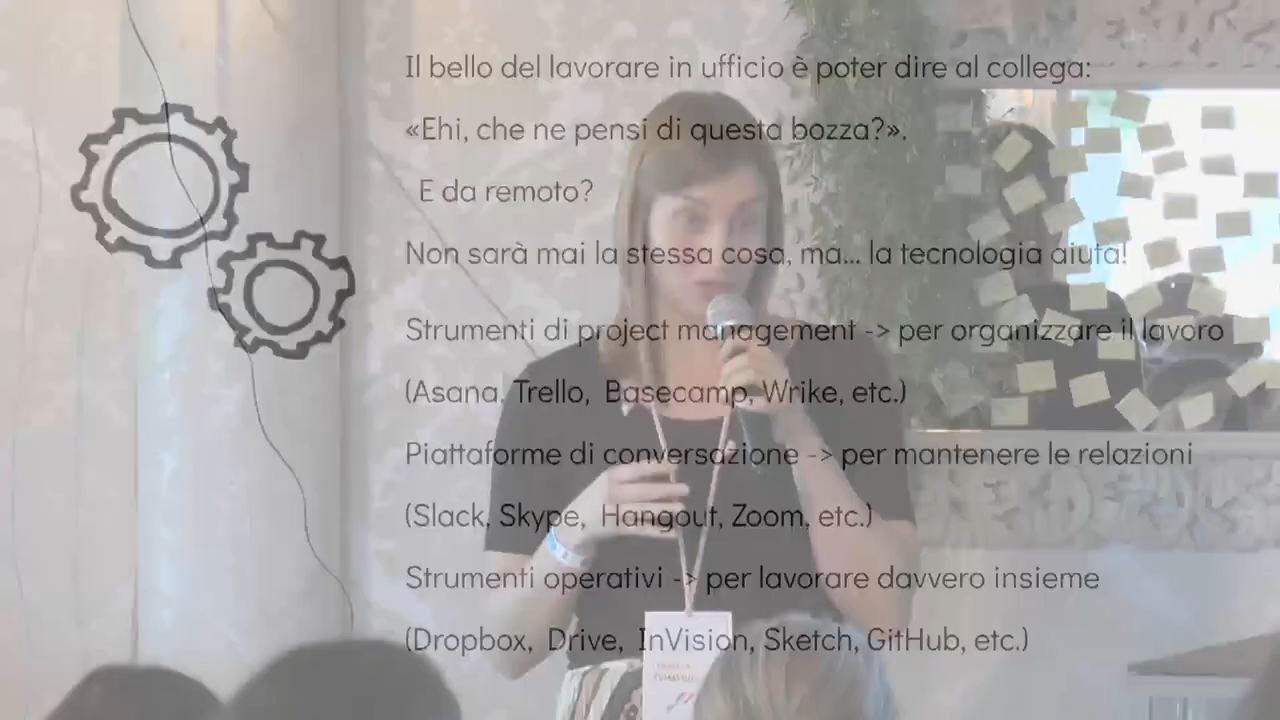 Il bello del lavorare in ufficio è poter dire al collega:
«Ehi, che ne pensi di questa bozza?».
E da remoto?
Non sarà mai la stessa cosa, ma... la tecnologia aiuta!
Strumenti di project management -> per organizzare il lavoro
(Asana, Trello, Basecamp, Wrike, etc.)
Piattaforme di conversazione -> per mantenere le relazioni
(Slack, Skype, Hangout, Zoom, etc.)
Strumenti operativi -> per lavorare davvero insieme
(Dropbox, Drive, InVision, Sketch, GitHub, etc.)